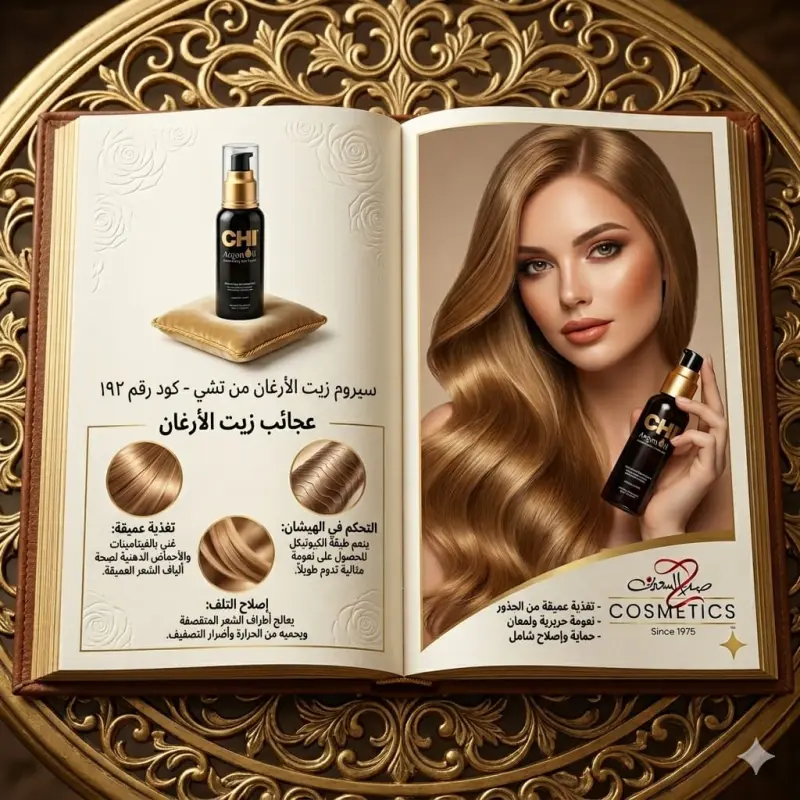 CHI
Argan Oil
سيروم زيت الأرغان من تشي - كود رقم ١٩٢
عجائب زيت الأرغان
التحكم في الهيشان:
ينعم طبقة الكيوتيكل
للحصول على نعومة
مثالية تدوم طويلاً.
تغذية عميقة:
غني بالفيتامينات
والأحماض الدهنية لصحة
ألياف الشعر العميقة.
إصلاح التلف:
يعالج أطراف الشعر المتقصفة
ويحميه من الحرارة وأضرار التصفيف.
CHI
Argan Oil
- تغذية عميقة من الجذور
- نعومة حريرية ولمعان
- حماية وإصلاح شامل
COSMETICS
Since 1975